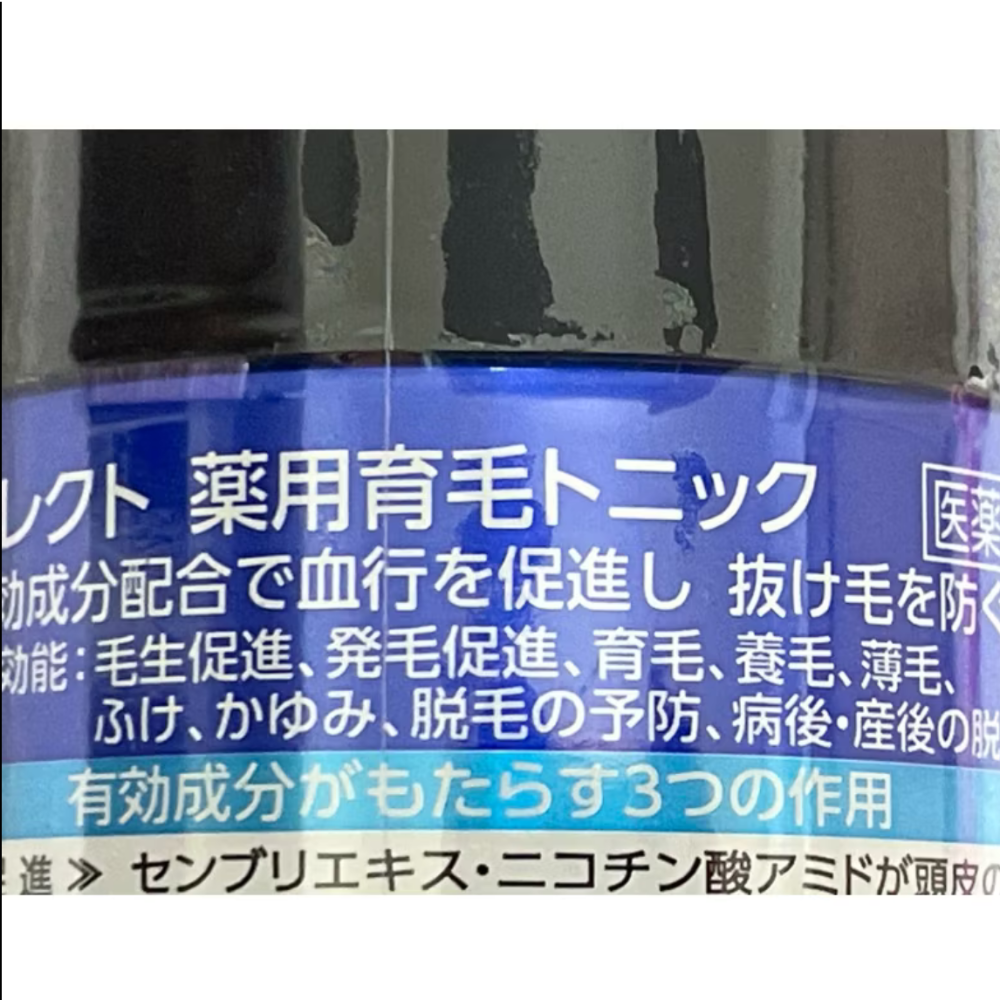 レクト 薬用育毛トニック 医薬
効成分配合で血行を促進し 抜け毛を防ぐ
効能：毛生促進、発毛促進、育毛、養毛、薄毛、
ふけ、かゆみ、脱毛の予防、病後・産後の脱
有効成分がもたらす3つの作用
進≫ センブリエキス・ニコチン酸アミドが頭皮の